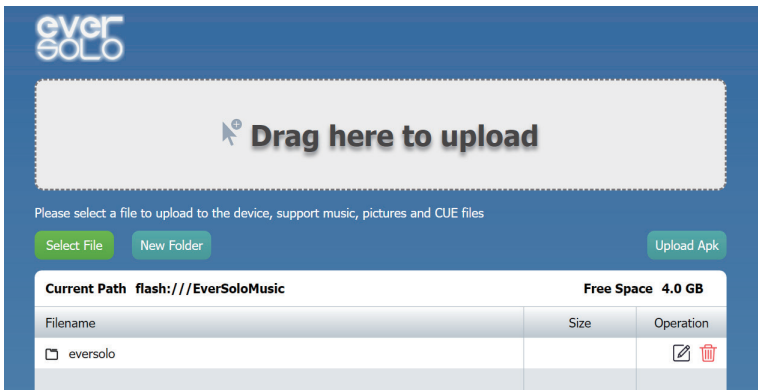 ever
SOLO
Drag here to upload
Please select a file to upload to the device, support music, pictures and CUE files
Select File New Folder Upload Apk
Current Path flash:///EverSoloMusic Free Space 4.0 GB
Filename Size Operation
eversolo